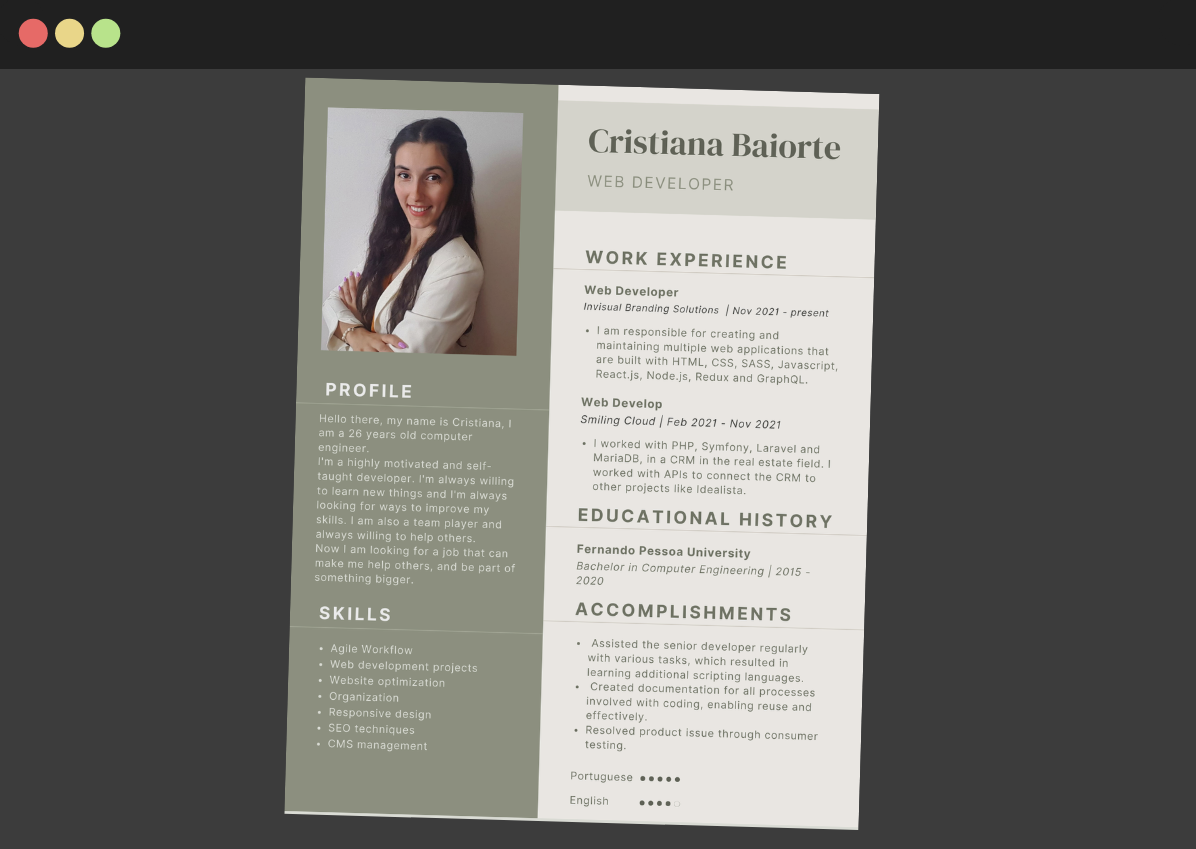 PROFILE
Hello there, my name is Cristiana, I
am a 26 years old computer
engineer.
I'm a highly motivated and self-
taught developer. I'm always willing
to learn new things and I'm always
looking for ways to improve my
skills. I am also a team player and
always willing to help others.
Now I am looking for a job that can
make me help others, and be part of
something bigger.
SKILLS
• Agile Workflow
• Web development projects
• Website optimization
• Organization
• Responsive design
• SEO techniques
• CMS management
Cristiana Baiorte
WEB DEVELOPER
WORK EXPERIENCE
Web Developer
Invisual Branding Solutions | Nov 2021 - present
• I am responsible for creating and
maintaining multiple web applications that
are built with HTML, CSS, SASS, Javascript,
React.js, Node.js, Redux and GraphQL.
Web Develop
Smiling Cloud | Feb 2021 - Nov 2021
• I worked with PHP, Symfony, Laravel and
MariaDB, in a CRM in the real estate field. I
worked with APIs to connect the CRM to
other projects like Idealista.
EDUCATIONAL HISTORY
Fernando Pessoa University
Bachelor in Computer Engineering | 2015 -
2020
ACCOMPLISHMENTS
• Assisted the senior developer regularly
with various tasks, which resulted in
learning additional scripting languages.
• Created documentation for all processes
involved with coding, enabling reuse and
effectively.
• Resolved product issue through consumer
testing.
Portuguese
English